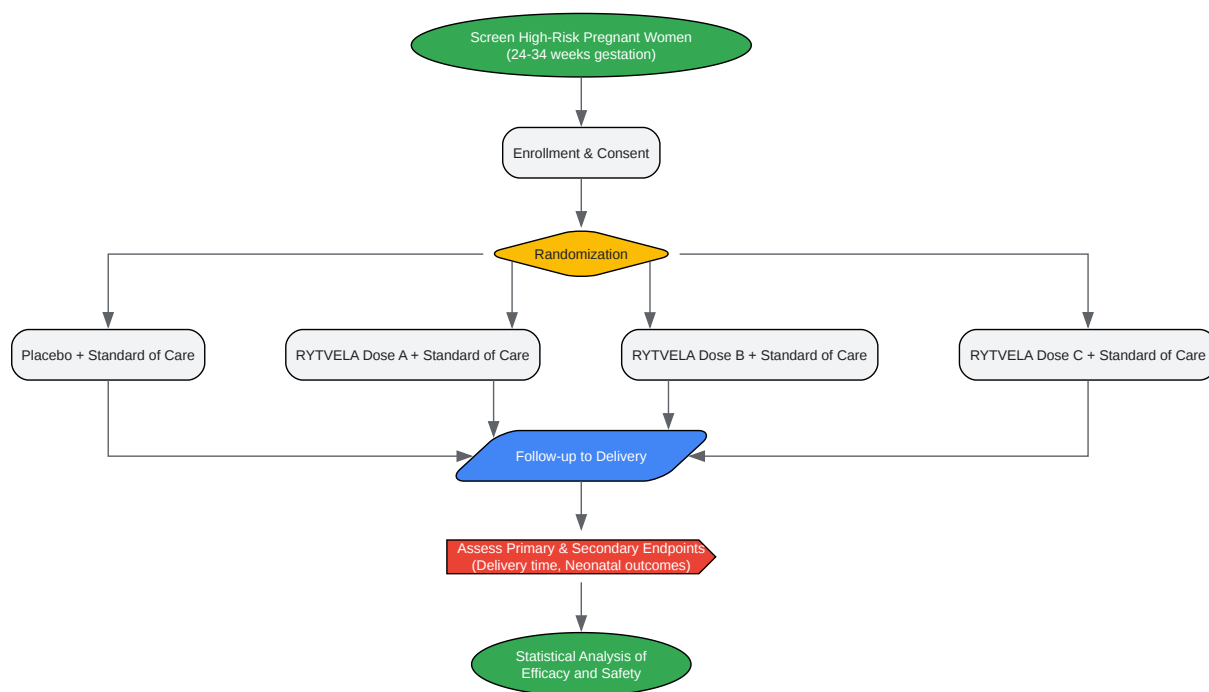 Screen High-Risk Pregnant Women
(24-34 weeks gestation)
Enrollment & Consent
Randomization
Placebo + Standard of Care
RYTVELA Dose A + Standard of Care
RYTVELA Dose B + Standard of Care
RYTVELA Dose C + Standard of Care
Follow-up to Delivery
Assess Primary & Secondary Endpoints
(Delivery time, Neonatal outcomes)
Statistical Analysis of
Efficacy and Safety